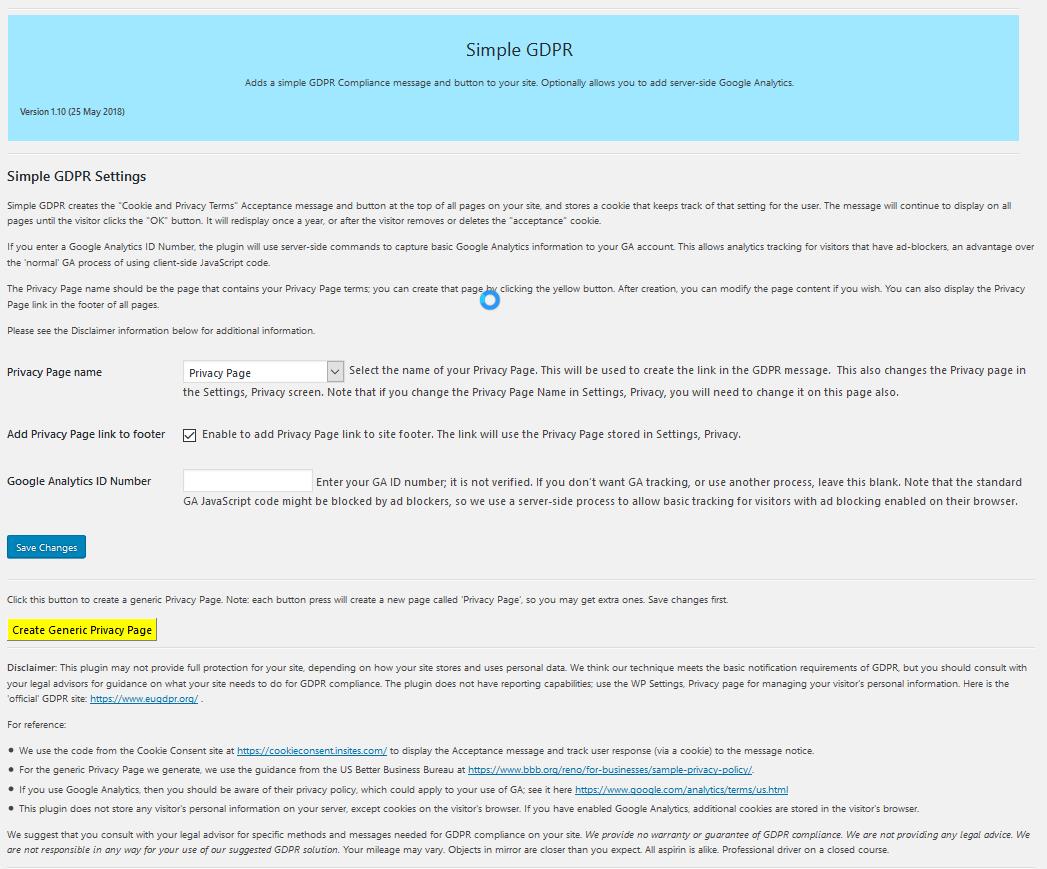 Simple GDPR
Adds a simple GDPR Compliance message and button to your site. Optionally allows you to add server-side Google Analytics.
Version 1.10 (25 May 2018)
Simple GDPR Settings
Simple GDPR creates the "Cookie and Privacy Terms" Acceptance message and button at the top of all pages on your site, and stores a cookie that keeps track of that setting for the user. The message will continue to display on all
pages until the visitor clicks the "OK" button. It will redisplay once a year, or after the visitor removes or deletes the "acceptance" cookie.
If you enter a Google Analytics ID Number, the plugin will use server-side commands to capture basic Google Analytics information to your GA account. This allows analytics tracking for visitors that have ad-blockers, an advantage over
the 'normal' GA process of using client-side JavaScript code.
The Privacy Page name should be the page that contains your Privacy Page terms; you can create that page by clicking the yellow button. After creation, you can modify the page content if you wish. You can also display the Privacy
Page link in the footer of all pages.
Please see the Disclaimer information below for additional information.
Privacy Page name
Privacy Page
Select the name of your Privacy Page. This will be used to create the link in the GDPR message. This also changes the Privacy page in
the Settings, Privacy screen. Note that if you change the Privacy Page Name in Settings, Privacy, you will need to change it on this page also.
Add Privacy Page link to footer
Enable to add Privacy Page link to site footer. The link will use the Privacy Page stored in Settings, Privacy.
Google Analytics ID Number
Enter your GA ID number; it is not verified. If you don't want GA tracking, or use another process, leave this blank. Note that the standard
GA JavaScript code might be blocked by ad blockers, so we use a server-side process to allow basic tracking for visitors with ad blocking enabled on their browser.
Save Changes
Click this button to create a generic Privacy Page. Note: each button press will create a new page called 'Privacy Page', so you may get extra ones. Save changes first.
Create Generic Privacy Page
Disclaimer: This plugin may not provide full protection for your site, depending on how your site stores and uses personal data. We think our technique meets the basic notification requirements of GDPR, but you should consult with
your legal advisors for guidance on what your site needs to do for GDPR compliance. The plugin does not have reporting capabilities; use the WP Settings, Privacy page for managing your visitor's personal information. Here is the
'official' GDPR site: https://www.eugdpr.org/ .
For reference:
● We use the code from the Cookie Consent site at https://cookieconsent.insites.com/ to display the Acceptance message and track user response (via a cookie) to the message notice.
● For the generic Privacy Page we generate, we use the guidance from the US Better Business Bureau at https://www.bbb.org/reno/for-businesses/sample-privacy-policy/.
● If you use Google Analytics, then you should be aware of their privacy policy, which could apply to your use of GA; see it here https://www.google.com/analytics/terms/us.html
● This plugin does not store any visitor's personal information on your server, except cookies on the visitor's browser. If you have enabled Google Analytics, additional cookies are stored in the visitor's browser.
We suggest that you consult with your legal advisor for specific methods and messages needed for GDPR compliance on your site. We provide no warranty or guarantee of GDPR compliance. We are not providing any legal advice. We
are not responsible in any way for your use of our suggested GDPR solution. Your mileage may vary. Objects in mirror are closer than you expect. All aspirin is alike. Professional driver on a closed course.